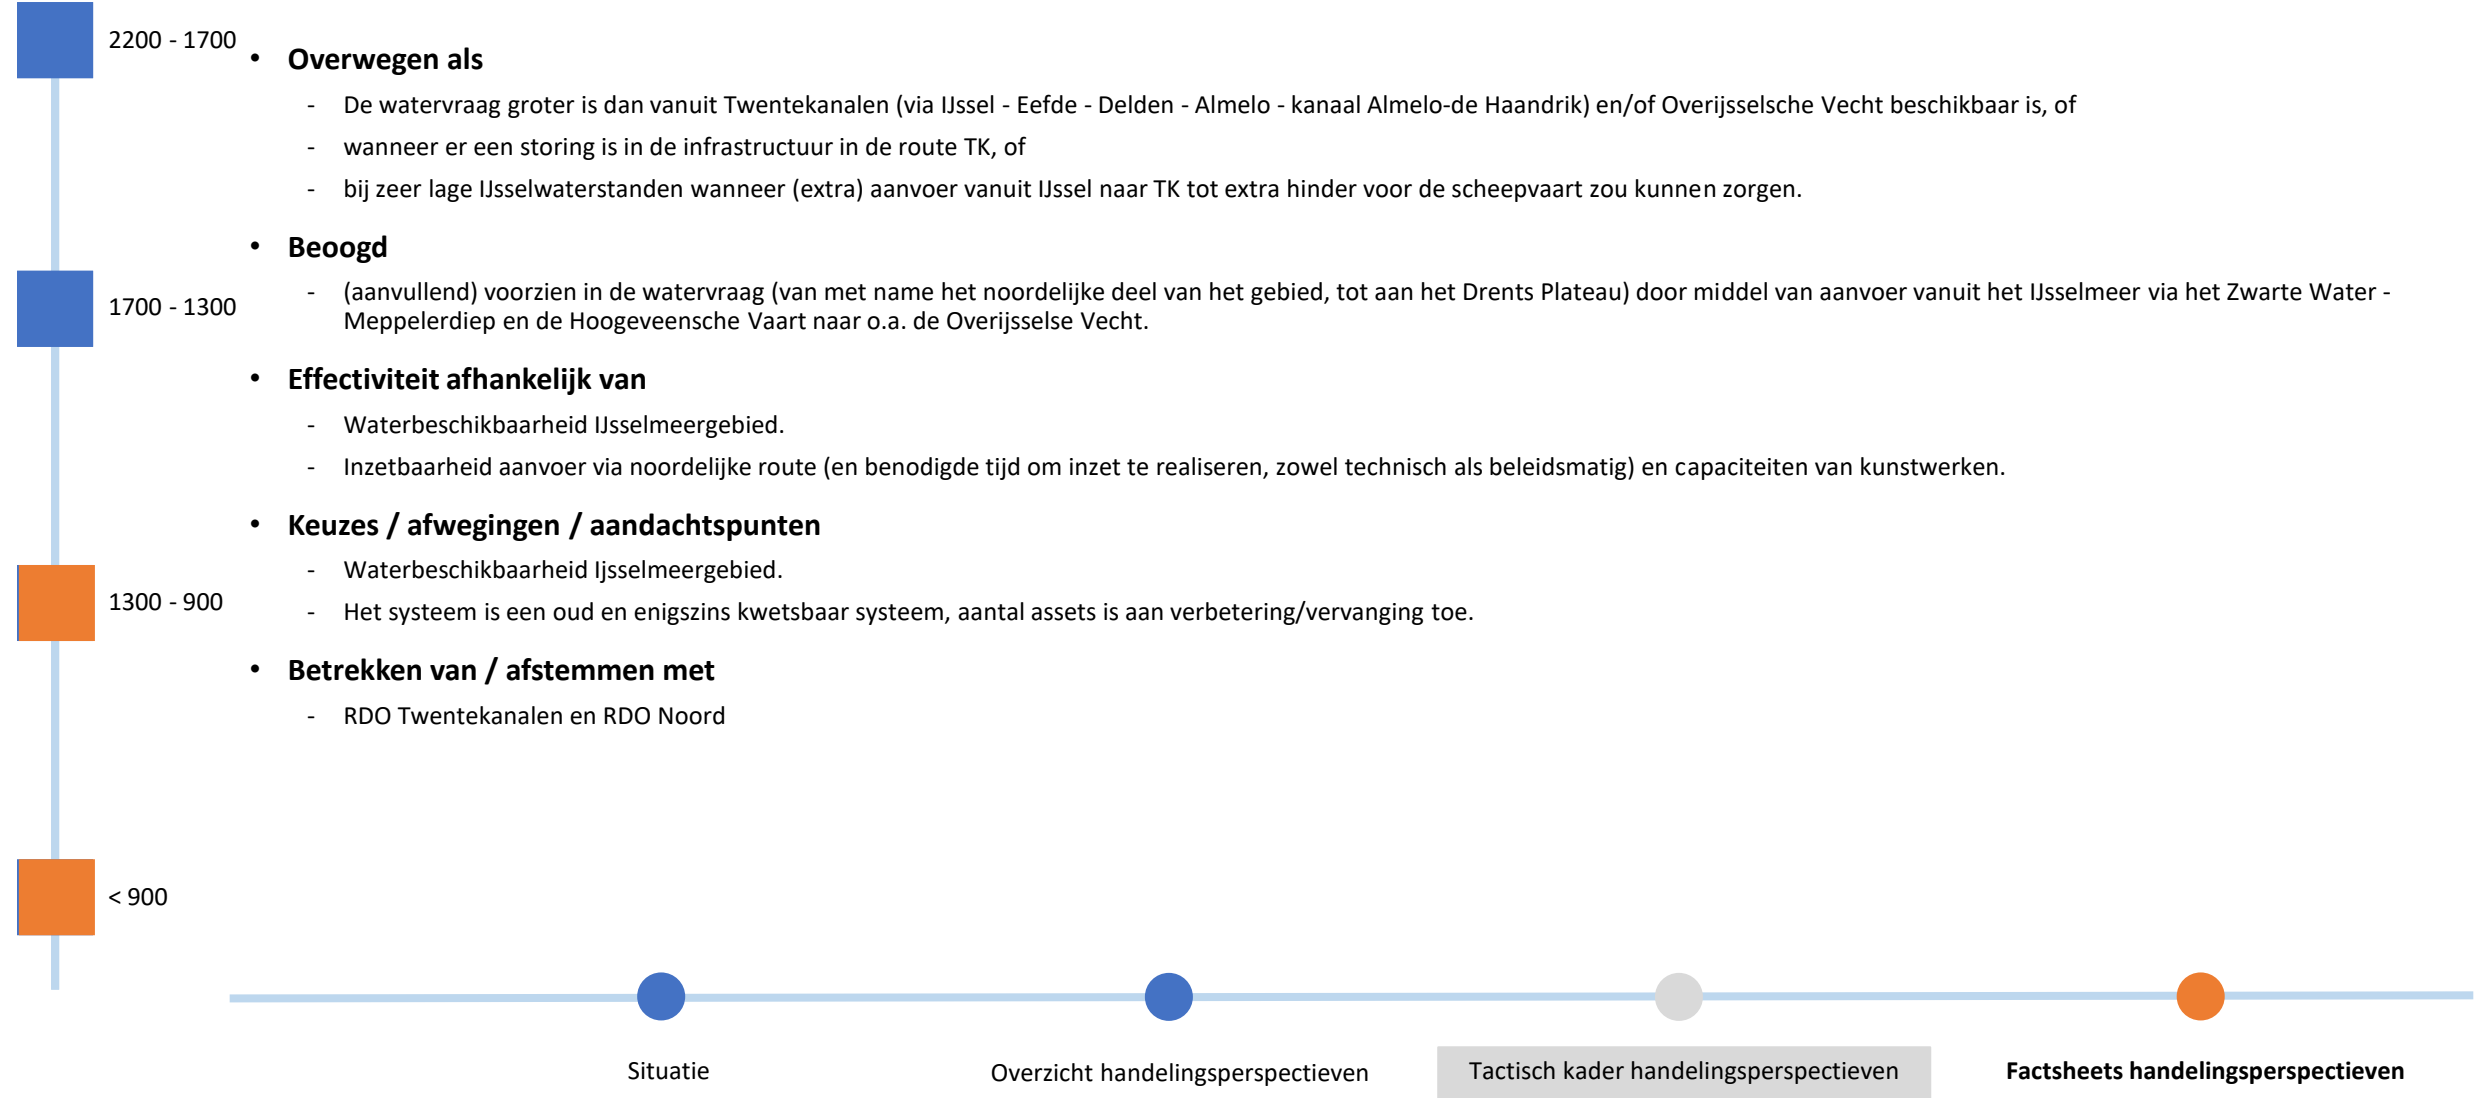 2200 - 1700
• Overwegen als
- De watervraag groter is dan vanuit Twentekanalen (via IJssel - Eefde - Delden - Almelo - kanaal Almelo-de Haandrik) en/of Overijsselsche Vecht beschikbaar is, of
- wanneer er een storing is in de infrastructuur in de route TK, of
- bij zeer lage IJsselwaterstanden wanneer (extra) aanvoer vanuit IJssel naar TK tot extra hinder voor de scheepvaart zou kunnen zorgen.
• Beoogd
1700 - 1300
- (aanvullend) voorzien in de watervraag (van met name het noordelijke deel van het gebied, tot aan het Drents Plateau) door middel van aanvoer vanuit het IJsselmeer via het Zwarte Water -
Meppelerdiep en de Hoogeveensche Vaart naar o.a. de Overijsselse Vecht.
• Effectiviteit afhankelijk van
- Waterbeschikbaarheid IJsselmeergebied.
- Inzetbaarheid aanvoer via noordelijke route (en benodigde tijd om inzet te realiseren, zowel technisch als beleidsmatig) en capaciteiten van kunstwerken.
• Keuzes / afwegingen / aandachtspunten
- Waterbeschikbaarheid Ijsselmeergebied.
1300 - 900
- Het systeem is een oud en enigszins kwetsbaar systeem, aantal assets is aan verbetering/vervanging toe.
• Betrekken van / afstemmen met
- RDO Twentekanalen en RDO Noord
< 900
Situatie
Overzicht handelingsperspectieven
Tactisch kader handelingsperspectieven
Factsheets handelingsperspectieven